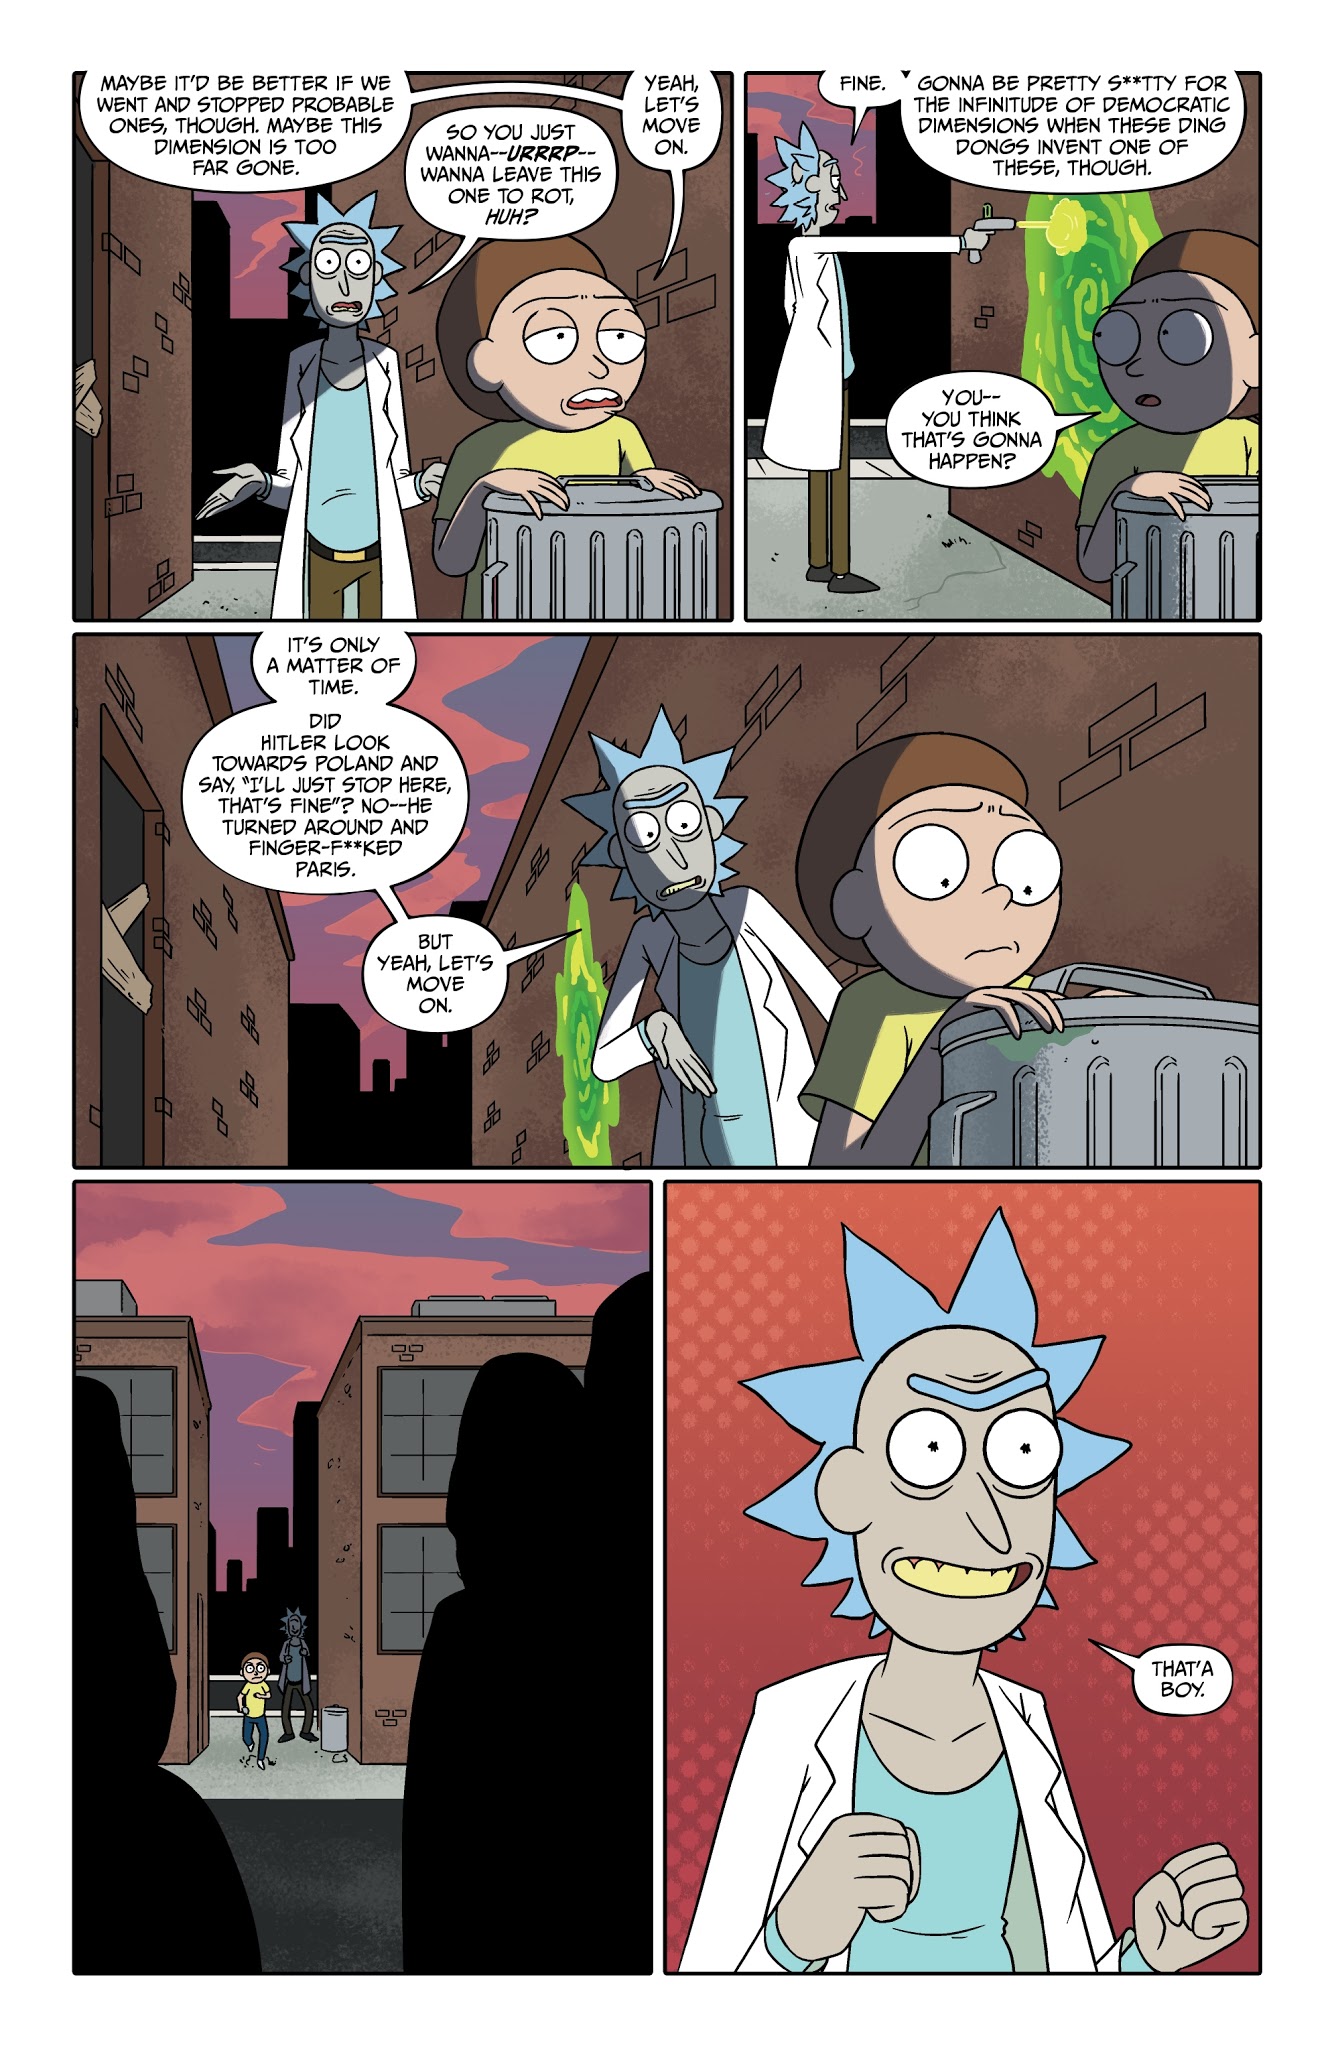 MAYBE IT'D BE BETTER IF WE
WENT AND STOPPED PROBABLE
ONES, THOUGH. MAYBE THIS
DIMENSION IS TOO
FAR GONE.
SO YOU JUST
WANNA--URRRP--
WANNA LEAVE THIS
ONE TO ROT,
HUH?
YEAH,
LET'S
MOVE
ON.
FINE.
GONNA BE PRETTY S**TTY FOR
THE INFINITUDE OF DEMOCRATIC
DIMENSIONS WHEN THESE DING
DONGS INVENT ONE OF
THESE, THOUGH.
YOU--
YOU THINK
THAT'S GONNA
HAPPEN?
IT'S ONLY
A MATTER OF
TIME.
DID
HITLER LOOK
TOWARDS POLAND AND
SAY, "I'LL JUST STOP HERE,
THAT'S FINE"? NO--HE
TURNED AROUND AND
FINGER-F**KED
PARIS.
BUT
YEAH, LET'S
MOVE
ON.
THAT'A
BOY.